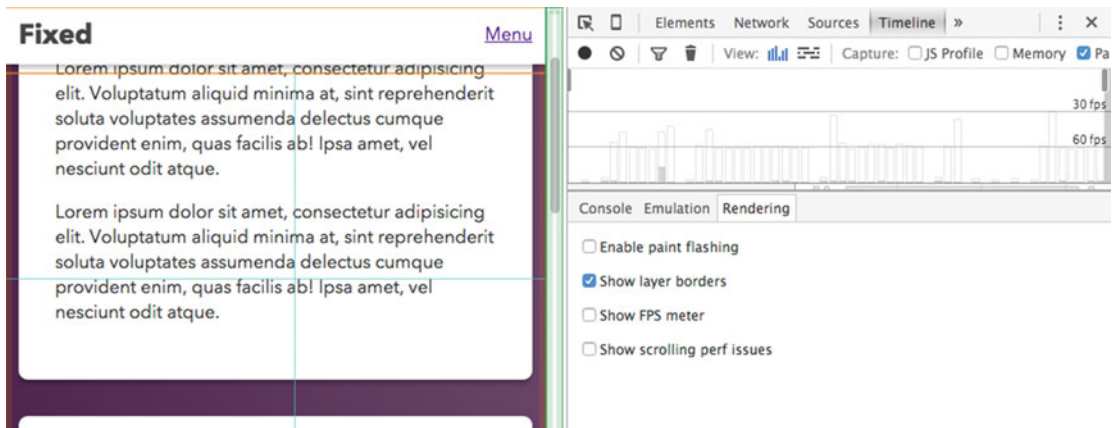 Fixed
Menu
Lorem ipsum dolor sit amet, consectetur adipisicing
elit. Voluptatum aliquid minima at, sint reprehenderit
soluta voluptates assumenda delectus cumque
provident enim, quas facilis ab! Ipsa amet, vel
nesciunt odit atque.
Lorem ipsum dolor sit amet, consectetur adipisicing
elit. Voluptatum aliquid minima at, sint reprehenderit
soluta voluptates assumenda delectus cumque
provident enim, quas facilis ab! Ipsa amet, vel
nesciunt odit atque.
Elements Network Sources Timeline »
View: Capture: JS Profile Memory Pa
30 fps
60 fps
Console Emulation Rendering
Enable paint flashing
Show layer borders
Show FPS meter
Show scrolling perf issues